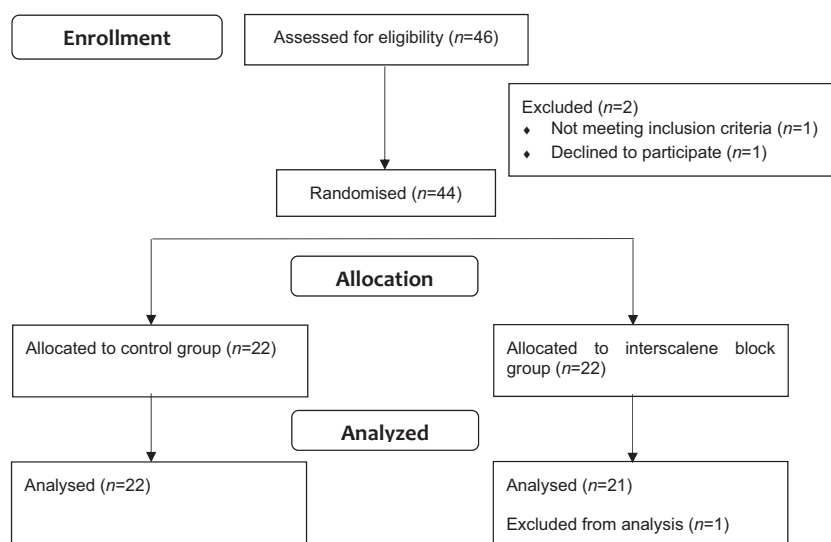 Enrollment
Assessed for eligibility (n=46)
Excluded (n=2)
♦ Not meeting inclusion criteria (n=1)
♦ Declined to participate (n=1)
Randomised (n=44)
Allocation
Allocated to control group (n=22)
Allocated to interscalene block
group (n=22)
Analyzed
Analysed (n=22)
Analysed (n=21)
Excluded from analysis (n=1)